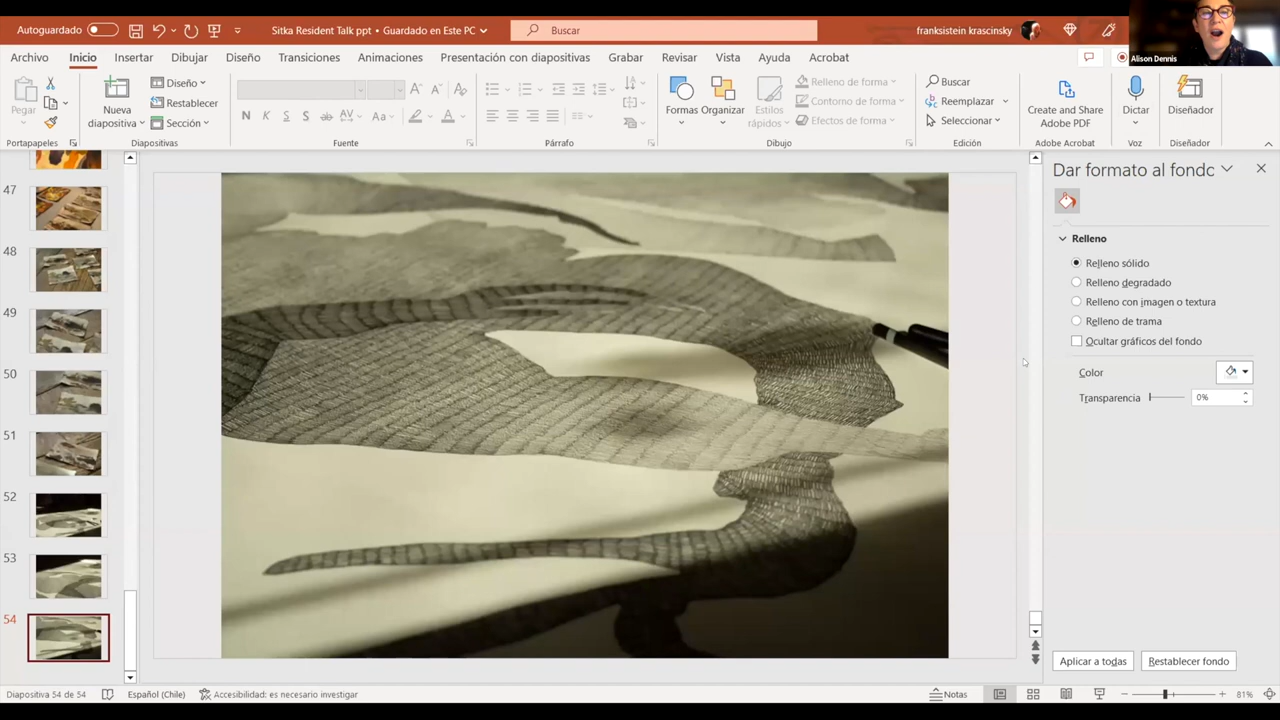 Autoguardado
Sitka Resident Talk ppt • Guardado en Este PC
Buscar
franksistein krascinsky
Alison Dennis
Archivo Inicio Insertar Dibujar Diseño Transiciones Animaciones Presentación con diapositivas Grabar Revisar Vista Ayuda Acrobat
Pegar
Nueva diapositiva
Diseño
Restablecer
Sección
N
S
S
AV
Aa
A
A
A
Formas
Organizar
Estilos rápidos
Relleno de forma
Contorno de forma
Efectos de forma
Buscar
Reemplazar
Seleccionar
Create and Share Adobe PDF
Dictar
Diseñador
Portapapeles
Diapositivas
Fuente
Párrafo
Dibujo
Edición
Adobe Acrobat
Voz
Diseñador
47
48
49
50
51
52
53
54
Dar formato al fondo
Relleno
Relleno sólido
Relleno degradado
Relleno con imagen o textura
Relleno de trama
Ocultar gráficos del fondo
Color
Transparencia 0%
Aplicar a todas Restablecer fondo
Diapositiva 54 de 54
Español (Chile)
Accesibilidad: es necesario investigar
Notas
81%